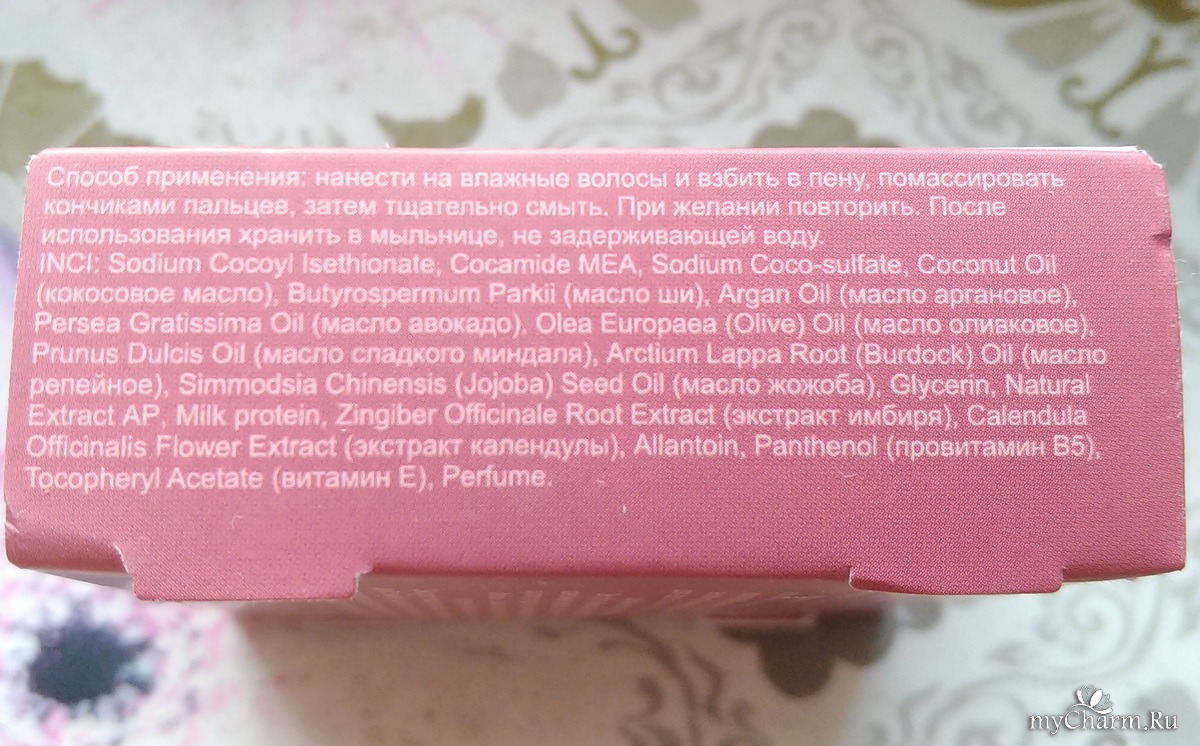 Способ применения: нанести на влажные волосы и взбить в пену, помассировать
кончиками пальцев, затем тщательно смыть. При желании повторить. После
использования хранить в мыльнице, не задерживающей воду.
INCI: Sodium Cocoyl Isethionate, Cocamide MEA, Sodium Coco-sulfate, Coconut Oil
(кокосовое масло), Butyrospermum Parkii (масло ши), Argan Oil (масло аргановое),
Persea Gratissima Oil (масло авокадо). Olea Europaea (Olive) Oil (масло оливковое),
Prunus Dulcis Oil (масло сладкого миндаля), Arctium Lappa Root (Burdock) Oil (масло
репейное), Simmodsia Chinensis (Jojoba) Seed Oil (масло жожоба), Glycerin, Natural
Extract AP, Milk protein, Zingiber Officinale Root Extract (экстракт имбиря), Calendula
Officinalis Flower Extract (экстракт календулы), Allantoin, Panthenol (провитамин В5),
Tocopheryl Acetate (витамин Е), Perfume.
myCharm.Ru